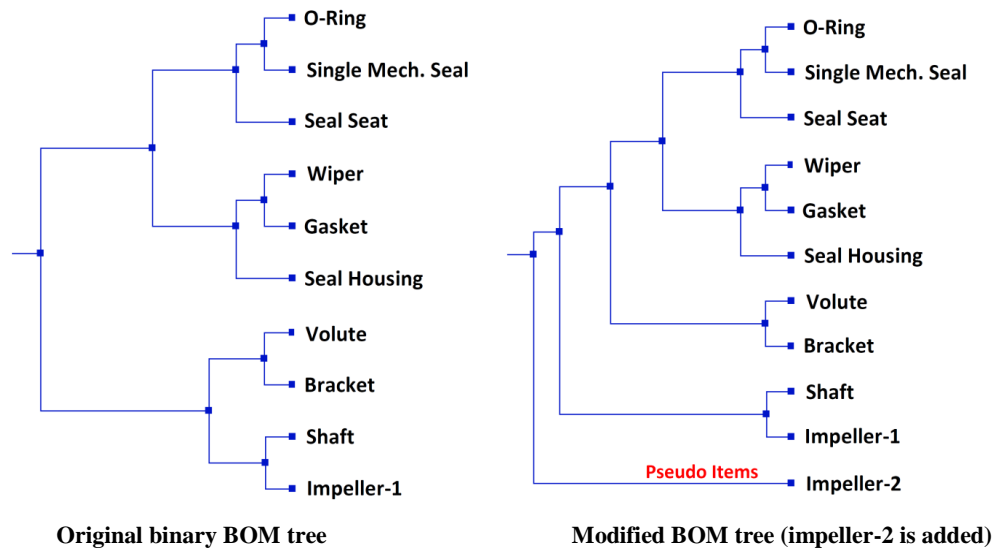 O-Ring
Single Mech. Seal
Seal Seat
Wiper
Gasket
Seal Housing
Volute
Bracket
Shaft
Impeller-1
Original binary BOM tree
O-Ring
Single Mech. Seal
Seal Seat
Wiper
Gasket
Seal Housing
Volute
Bracket
Shaft
Impeller-1
Pseudo Items
Impeller-2
Modified BOM tree (impeller-2 is added)